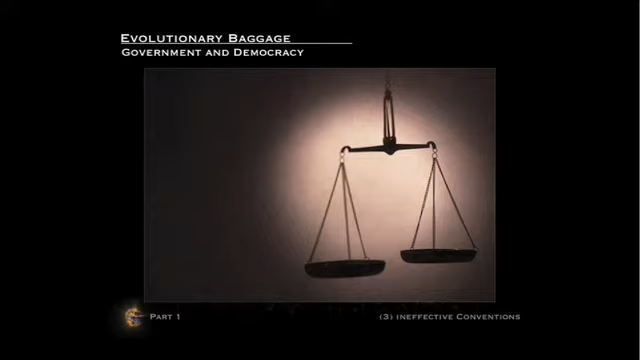 Evolutionary Baggage
Government and Democracy
Part 1
(3) ineffective Conventions